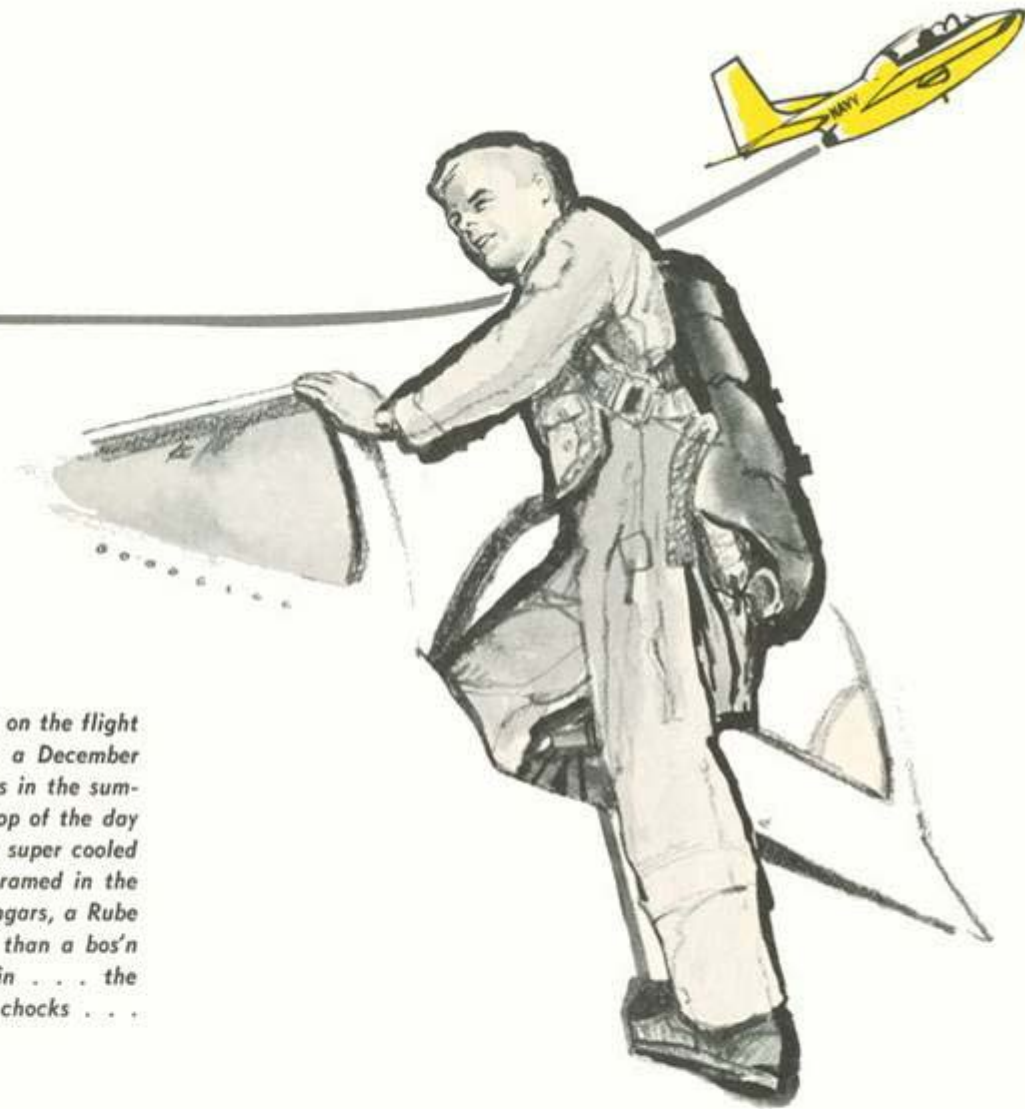 NAVY
on the flight
a December
s in the sum-
op of the day
super cooled
ramed in the
ngars, a Rube
than a bos'n
in . . . the
chocks . . .